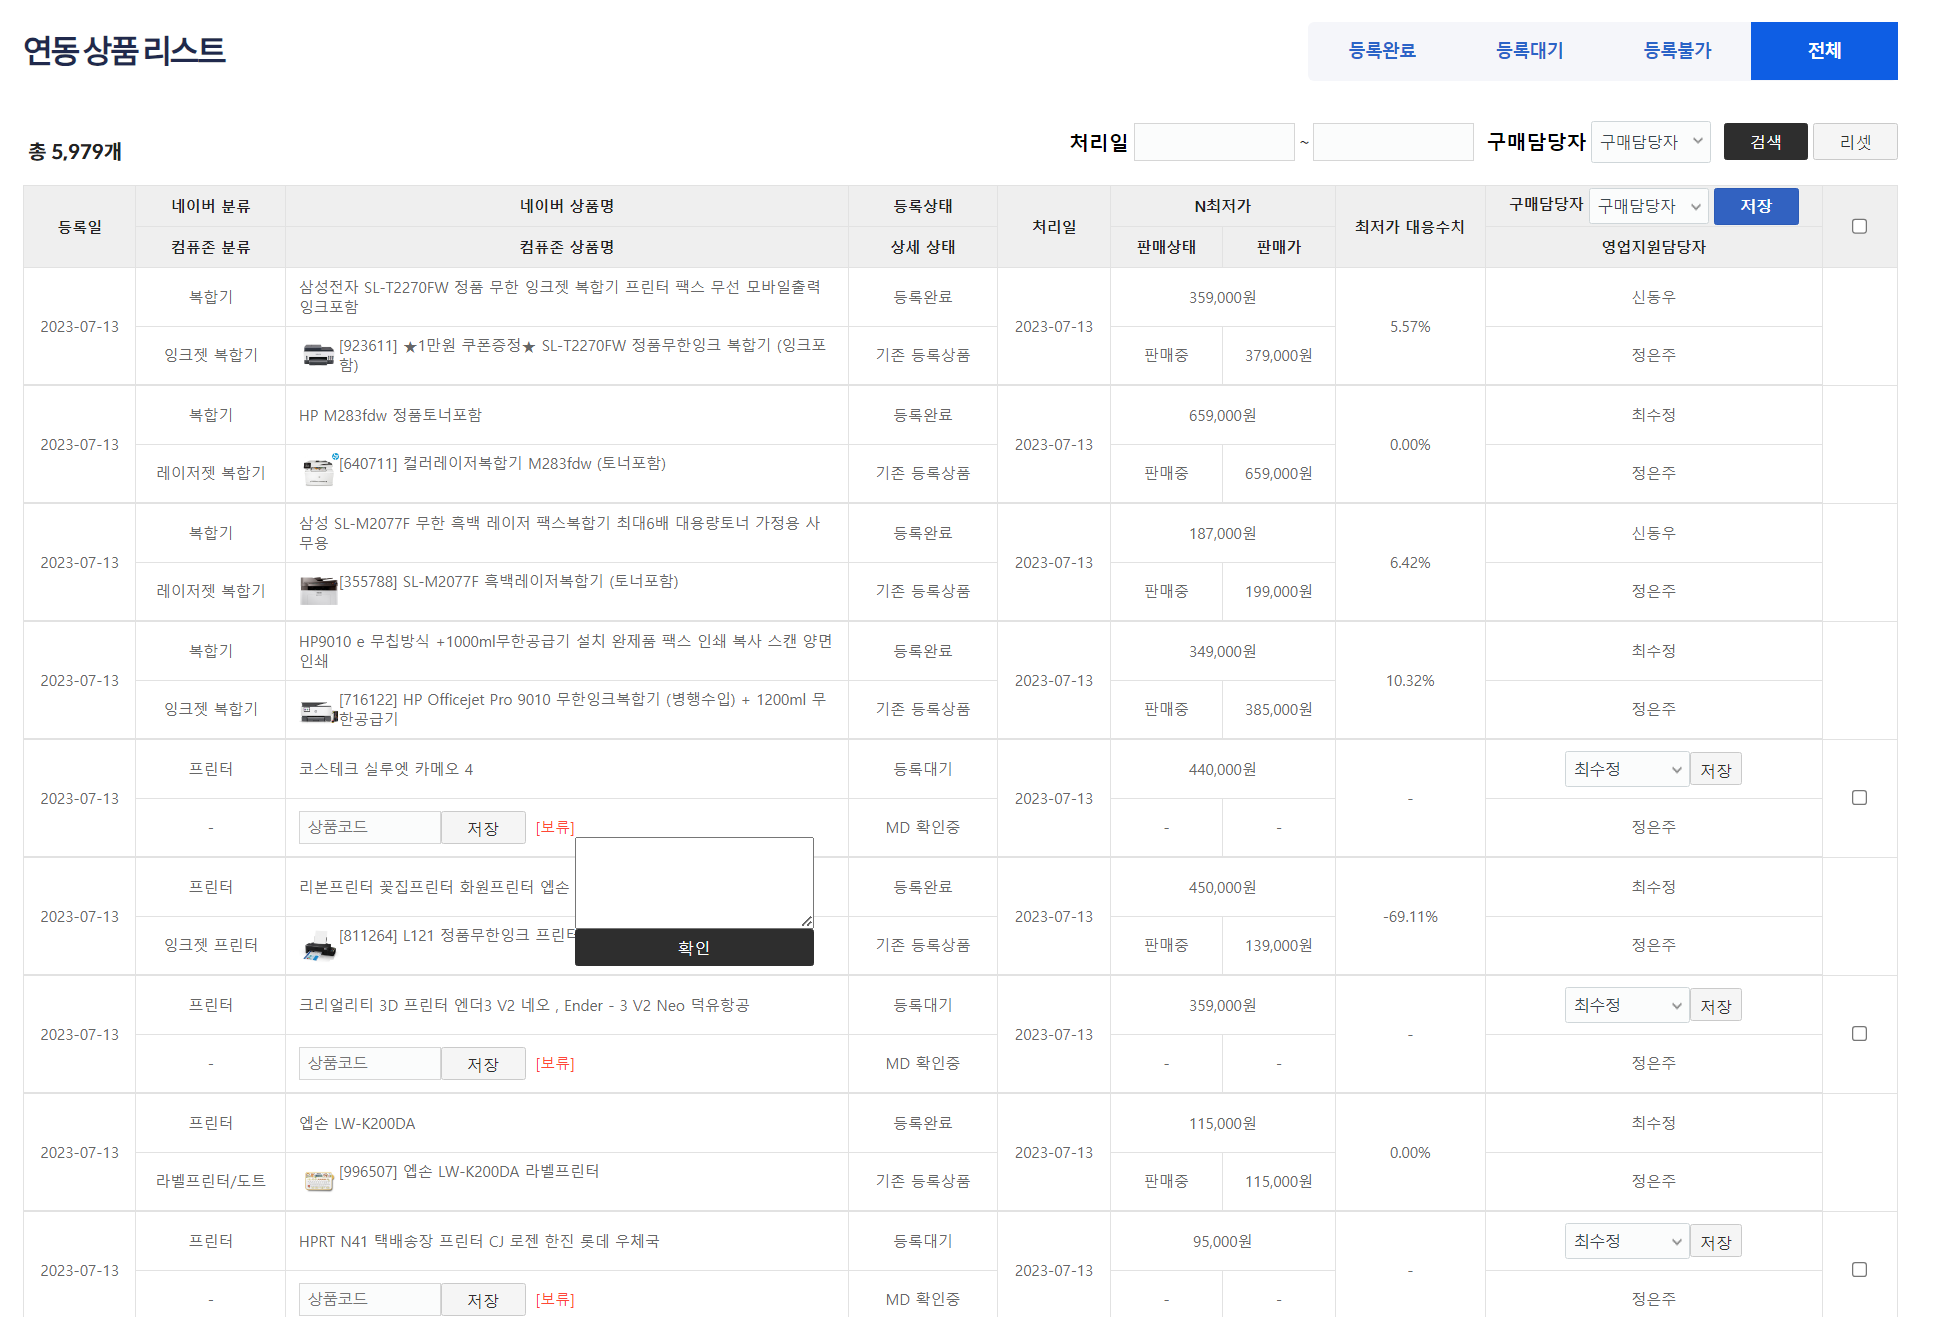 연동 상품 리스트
등록완료 등록대기 등록불가 전체
총 5,979개
처리일 ~ 구매담당자 구매담당자 검색 리셋
등록일 네이버 분류 네이버 상품명 등록상태 처리일 N최저가 최저가 대응수치 구매담당자 구매담당자 저장
컴퓨존 분류 컴퓨존 상품명 상세 상태 판매상태 판매가 영업지원담당자
2023-07-13 복합기 삼성전자 SL-T2270FW 정품 무한 잉크젯 복합기 프린터 팩스 무선 모바일출력 등록완료 2023-07-13 359,000원 5.57% 신동우
잉크포함
잉크젯 복합기 [923611] ★1만원 쿠폰증정★ SL-T2270FW 정품무한잉크 복합기 (잉크포 기존 등록상품 판매중 379,000원 정은주
함)
2023-07-13 복합기 HP M283fdw 정품토너포함 등록완료 2023-07-13 659,000원 0.00% 최수정
레이저젯 복합기 [640711] 컬러레이저복합기 M283fdw (토너포함) 기존 등록상품 판매중 659,000원 정은주
2023-07-13 복합기 삼성 SL-M2077F 무한 흑백 레이저 팩스복합기 최대6배 대용량토너 가정용 사 등록완료 2023-07-13 187,000원 6.42% 신동우
무용
레이저젯 복합기 [355788] SL-M2077F 흑백레이저복합기 (토너포함) 기존 등록상품 판매중 199,000원 정은주
2023-07-13 복합기 HP9010 e 무칩방식 +1000ml무한공급기 설치 완제품 팩스 인쇄 복사 스캔 양면 등록완료 2023-07-13 349,000원 10.32% 최수정
인쇄
잉크젯 복합기 [716122] HP Officejet Pro 9010 무한잉크복합기 (병행수입) + 1200ml 무 기존 등록상품 판매중 385,000원 정은주
한공급기
2023-07-13 프린터 코스테크 실루엣 카메오 4 등록대기 2023-07-13 440,000원 - 최수정 저장
- 상품코드 저장 [보류] MD 확인중 - - 정은주
2023-07-13 프린터 리본프린터 꽃집프린터 화원프린터 엡손 등록완료 2023-07-13 450,000원 -69.11% 최수정
잉크젯 프린터 [811264] L121 정품무한잉크 프린터 확인 기존 등록상품 판매중 139,000원 정은주
2023-07-13 프린터 크리얼리티 3D 프린터 엔더3 V2 네오 , Ender - 3 V2 Neo 덕유항공 등록대기 2023-07-13 359,000원 - 최수정 저장
- 상품코드 저장 [보류] MD 확인중 - - 정은주
2023-07-13 프린터 엡손 LW-K200DA 등록완료 2023-07-13 115,000원 0.00% 최수정
라벨프린터/도트 [996507] 엡손 LW-K200DA 라벨프린터 기존 등록상품 판매중 115,000원 정은주
2023-07-13 프린터 HPRT N41 택배송장 프린터 CJ 로젠 한진 롯데 우체국 등록대기 2023-07-13 95,000원 - 최수정 저장
- 상품코드 저장 [보류] MD 확인중 - - 정은주